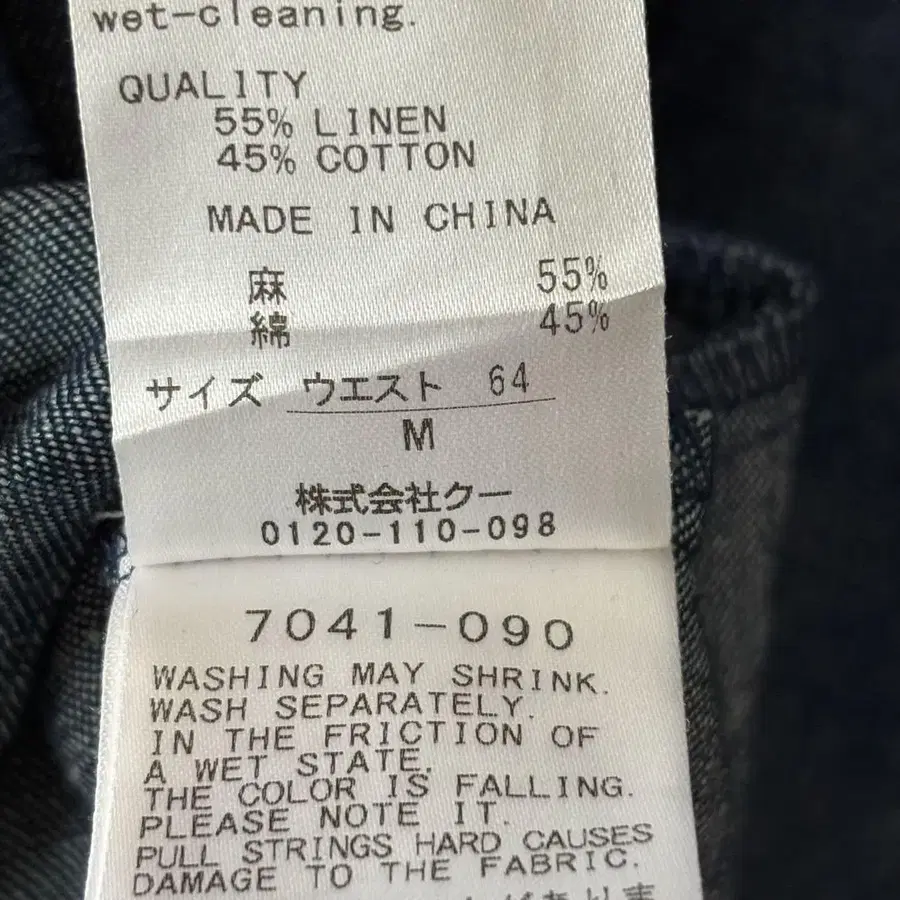 wet-cleaning.
QUALITY
55% LINEN
45% COTTON
MADE IN CHINA
麻 55%
綿 45%
サイズ ウエスト 64
M
株式会社クー
0120-110-098
7041-090
WASHING MAY SHRINK.
WASH SEPARATELY.
IN THE FRICTION OF
A WET STATE.
THE COLOR IS FALLING.
PLEASE NOTE IT.
PULL STRINGS HARD CAUSES
DAMAGE TO THE FABRIC.